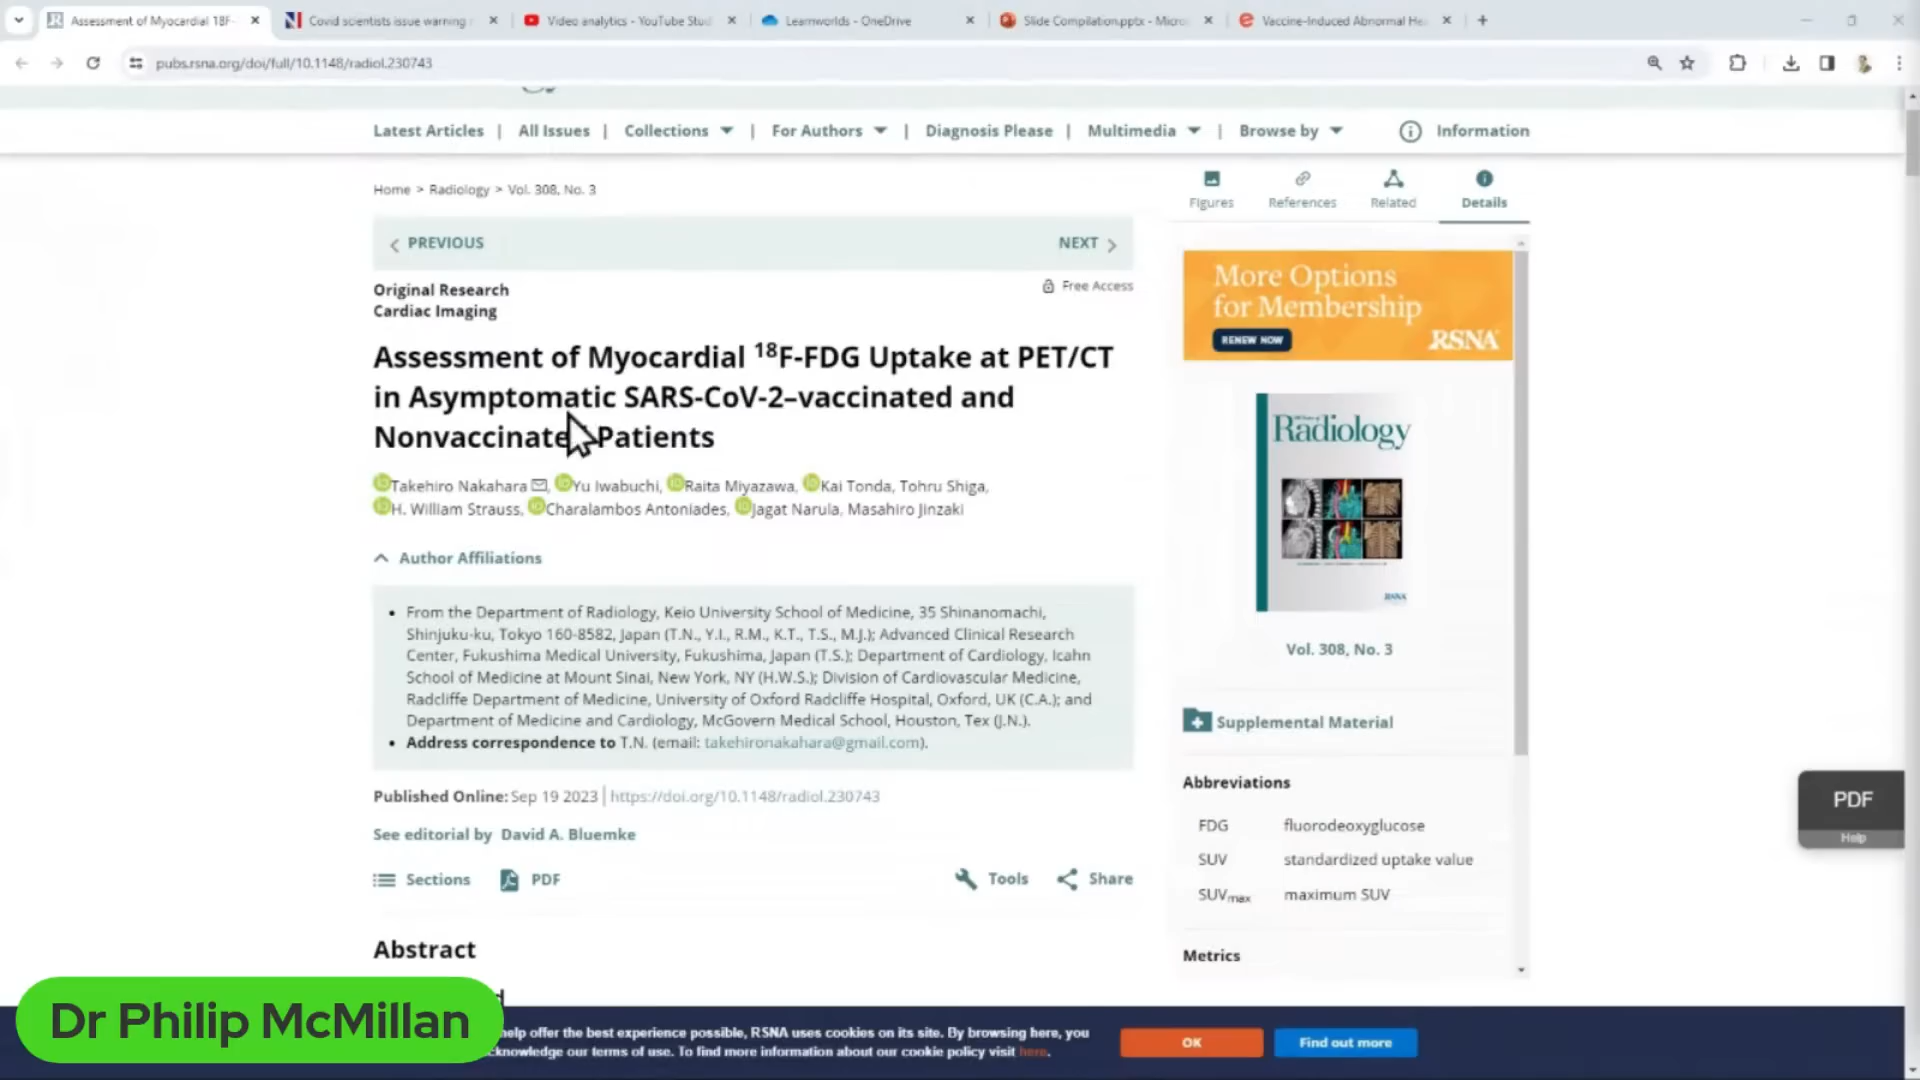 Assessment of Myocardial 18F-
Covid scientists issue warning
Video analytics - YouTube Stud
Learnworlds - OneDrive
Slide Compilation.pptx - Micro
Vaccine-Induced Abnormal He
pubs.rsna.org/doi/full/10.1148/radiol.230743
Latest Articles | All Issues | Collections | For Authors | Diagnosis Please | Multimedia | Browse by Information
Home > Radiology > Vol. 308, No. 3
Figures References Related Details
PREVIOUS NEXT
Original Research
Cardiac Imaging
Free Access
Assessment of Myocardial 18F-FDG Uptake at PET/CT
in Asymptomatic SARS-CoV-2–vaccinated and
Nonvaccinate Patients
Takehiro Nakahara, Yu Iwabuchi, Raita Miyazawa, Kai Tonda, Tohru Shiga,
H. William Strauss, Charalambos Antoniades, Jagat Narula, Masahiro Jinzaki
Author Affiliations
• From the Department of Radiology, Keio University School of Medicine, 35 Shinanomachi,
Shinjuku-ku, Tokyo 160-8582, Japan (T.N., Y.I., R.M., K.T., T.S., M.J.); Advanced Clinical Research
Center, Fukushima Medical University, Fukushima, Japan (T.S.); Department of Cardiology, Icahn
School of Medicine at Mount Sinai, New York, NY (H.W.S.); Division of Cardiovascular Medicine,
Radcliffe Department of Medicine, University of Oxford Radcliffe Hospital, Oxford, UK (C.A.); and
Department of Medicine and Cardiology, McGovern Medical School, Houston, Tex (J.N.).
• Address correspondence to T.N. (email: takehironakahara@gmail.com).
Published Online: Sep 19 2023 | https://doi.org/10.1148/radiol.230743
See editorial by David A. Bluemke
Sections PDF Tools Share
Abstract
More Options
for Membership
RENEW NOW
RSNA
Radiology
RSNA
Vol. 308, No. 3
Supplemental Material
Abbreviations
FDG fluorodeoxyglucose
SUV standardized uptake value
SUVmax maximum SUV
Metrics
PDF
Help
Dr Philip McMillan
help offer the best experience possible, RSNA uses cookies on its site. By browsing here, you
cknowledge our terms of use. To find more information about our cookie policy visit here.
OK
Find out more